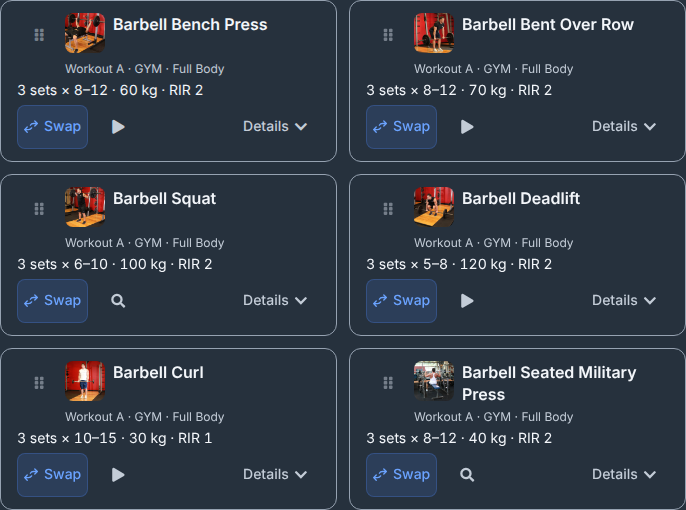 Barbell Bench Press
Workout A · GYM · Full Body
3 sets × 8–12 · 60 kg · RIR 2
Swap
Details
Barbell Bent Over Row
Workout A · GYM · Full Body
3 sets × 8–12 · 70 kg · RIR 2
Swap
Details
Barbell Squat
Workout A · GYM · Full Body
3 sets × 6–10 · 100 kg · RIR 2
Swap
Details
Barbell Deadlift
Workout A · GYM · Full Body
3 sets × 5–8 · 120 kg · RIR 2
Swap
Details
Barbell Curl
Workout A · GYM · Full Body
3 sets × 10–15 · 30 kg · RIR 1
Swap
Details
Barbell Seated Military
Press
Workout A · GYM · Full Body
3 sets × 8–12 · 40 kg · RIR 2
Swap
Details